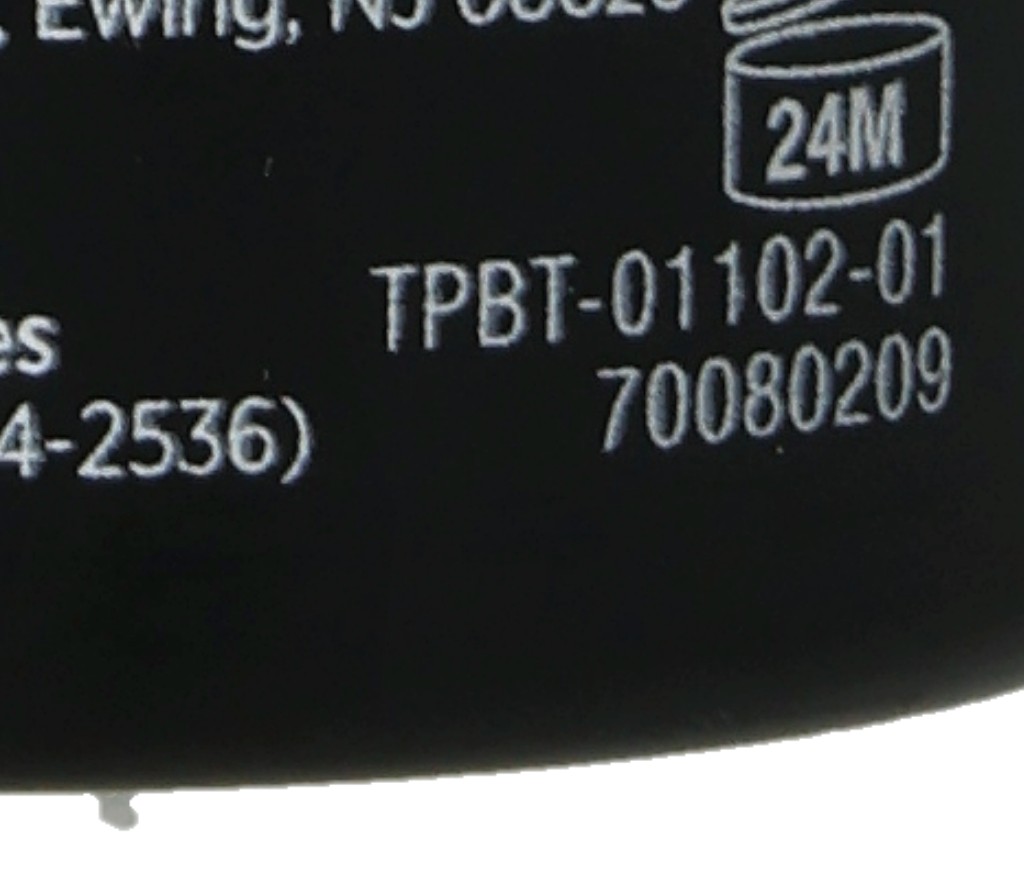 Ewing, NJ
24M
TPBT-01102-01
es
70080209
4-2536)